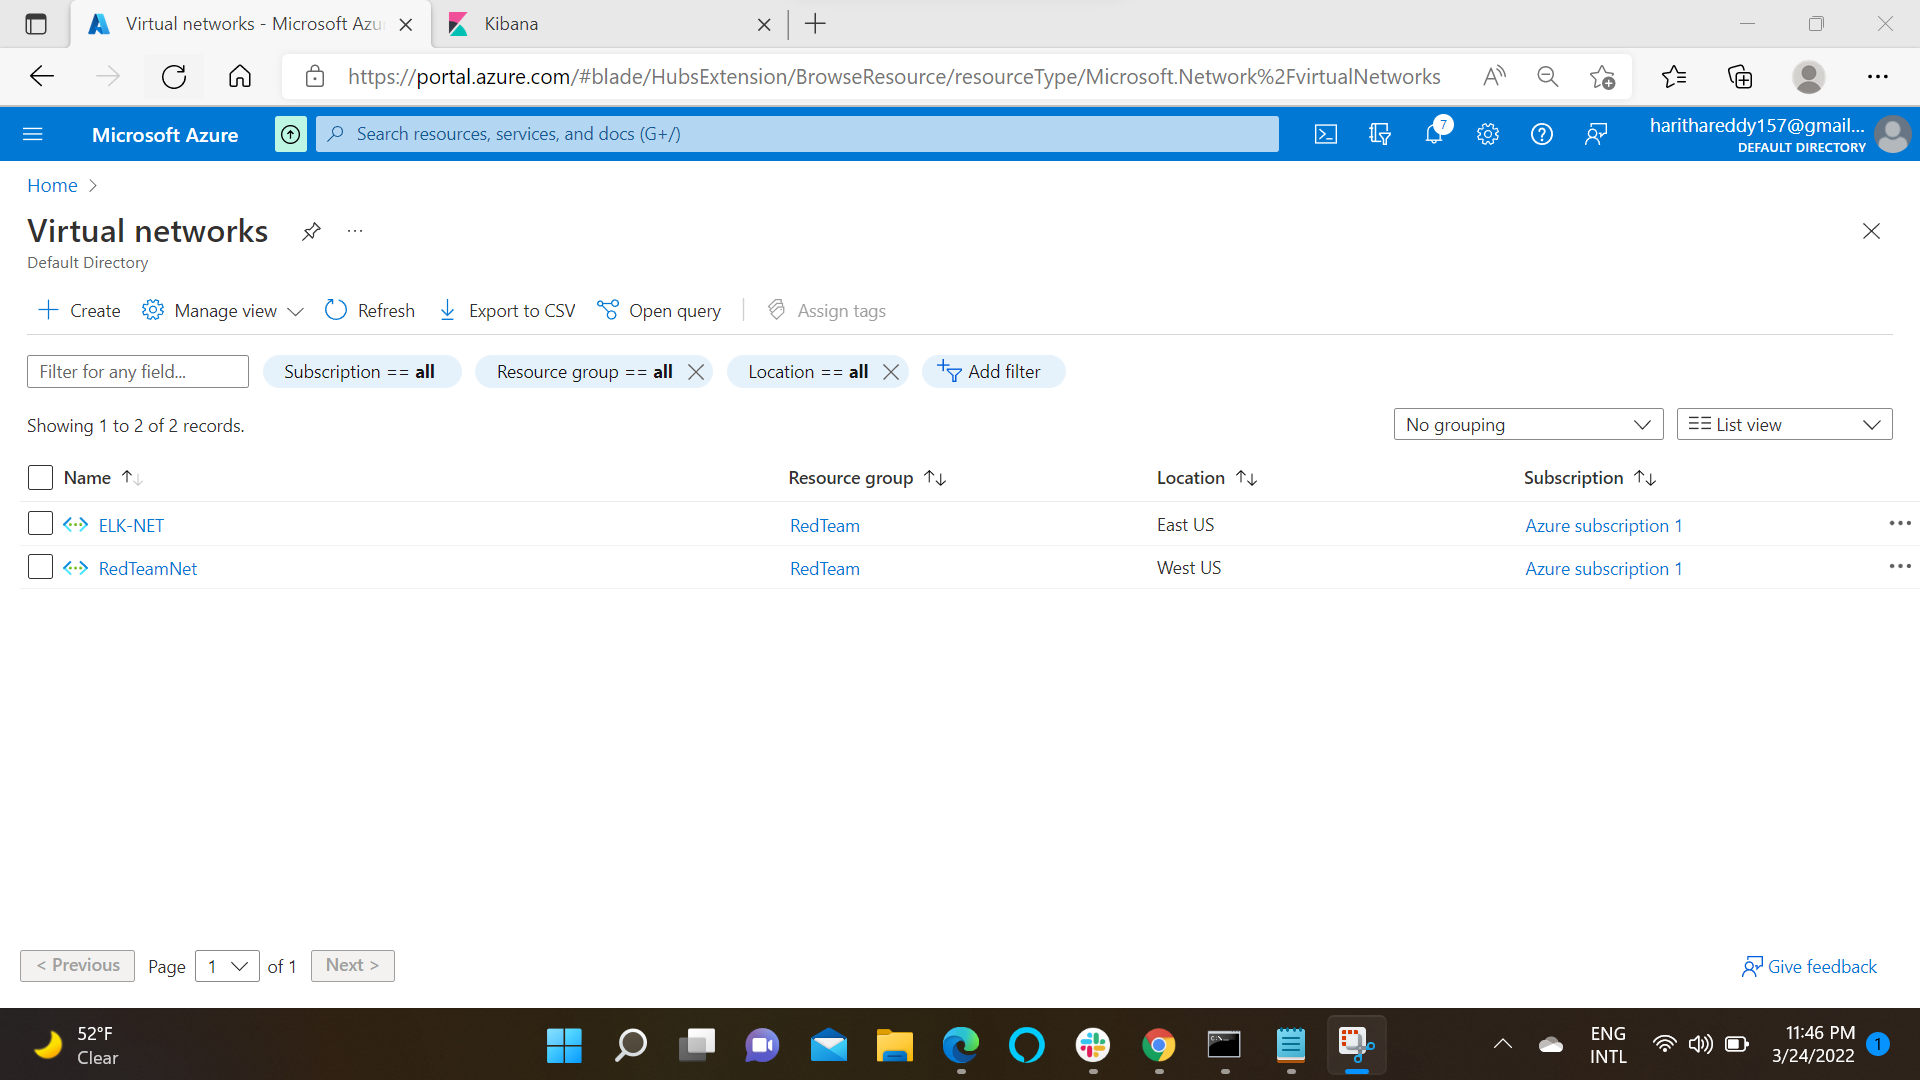 Virtual networks - Microsoft Azu
Kibana
https://portal.azure.com/#blade/HubsExtension/BrowseResource/resourceType/Microsoft.Network%2FvirtualNetworks
Microsoft Azure
Search resources, services, and docs (G+/)
7
harithareddy157@gmail...
DEFAULT DIRECTORY
Home
Virtual networks
Default Directory
Create
Manage view
Refresh
Export to CSV
Open query
Assign tags
Filter for any field...
Subscription == all
Resource group == all
Location == all
Add filter
Showing 1 to 2 of 2 records.
No grouping
List view
Name
Resource group
Location
Subscription
ELK-NET
RedTeam
East US
Azure subscription 1
RedTeamNet
RedTeam
West US
Azure subscription 1
< Previous
Page
1
of 1
Next >
Give feedback
52°F
Clear
ENG
INTL
11:46 PM
3/24/2022
1